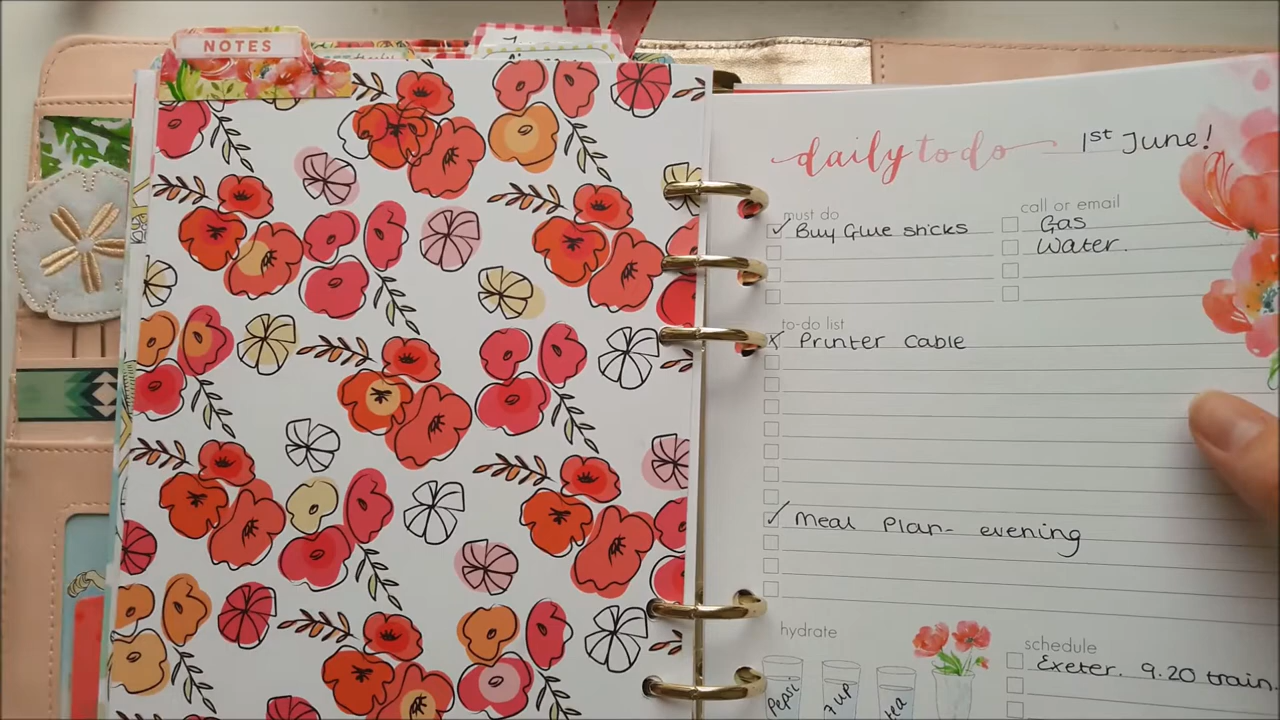 NOTES
daily to do 1st June!
must do
Buy Glue sticks
call or email
Gas
Water.
to-do list
Printer cable
Meal Plan- evening
hydrate
Pepsi
7up
tea
schedule
Exeter. 9.20 train.